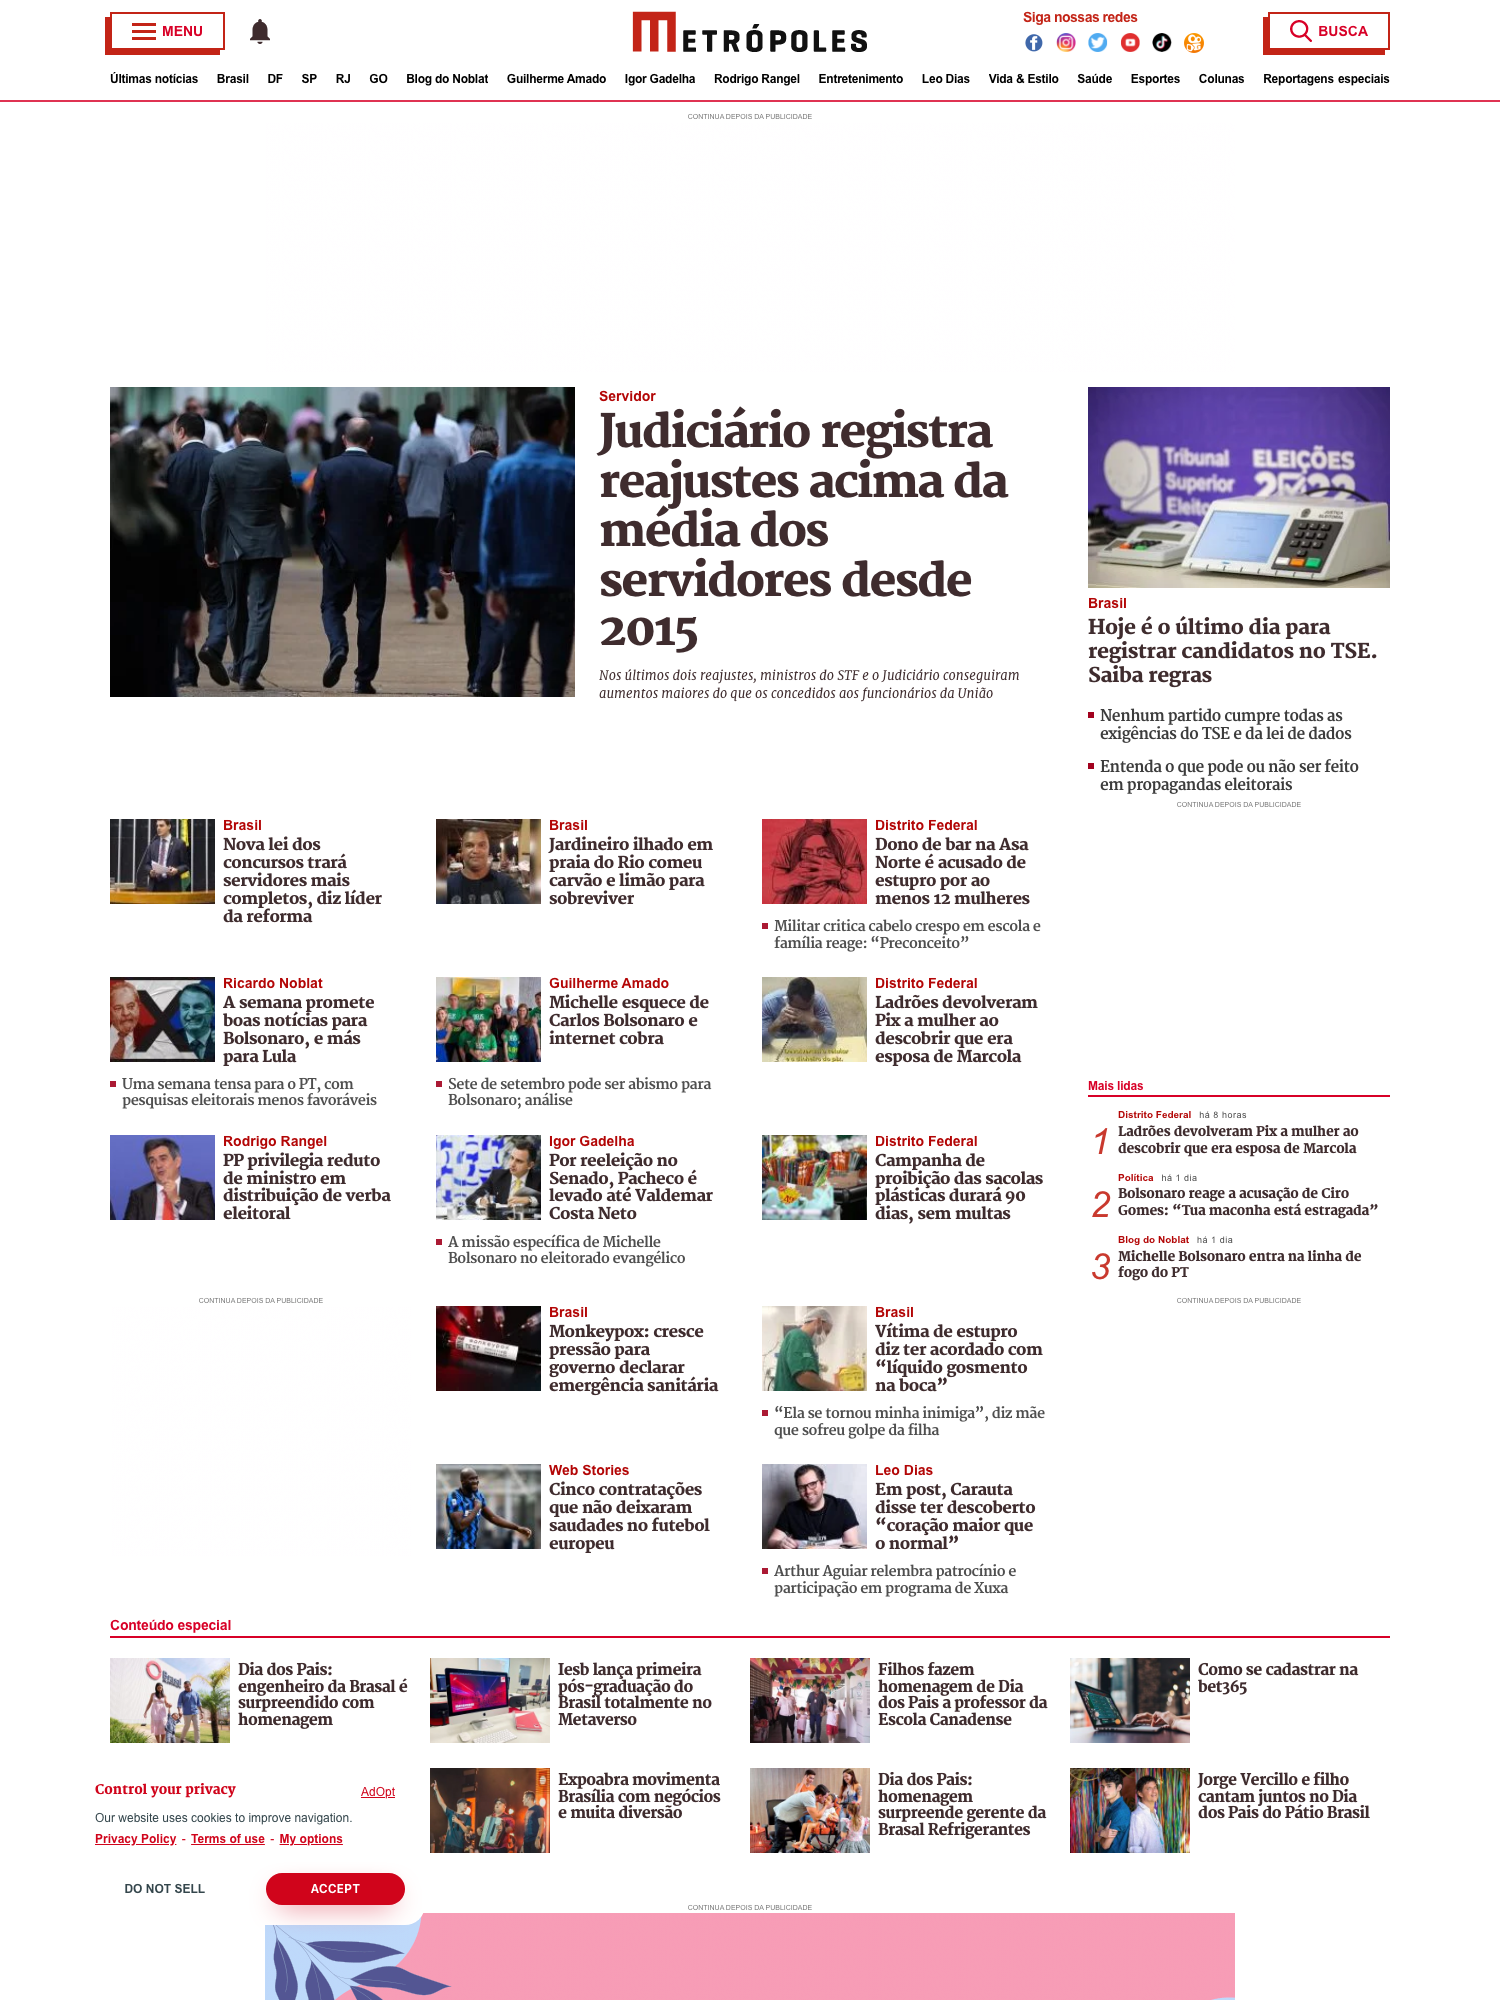 MENU
METRÓPOLES
Siga nossas redes
BUSCA
Últimas notícias Brasil DF SP RJ GO Blog do Noblat Guilherme Amado Igor Gadelha Rodrigo Rangel Entretenimento Leo Dias Vida & Estilo Saúde Esportes Colunas Reportagens especiais
CONTINUA DEPOIS DA PUBLICIDADE
Servidor
Judiciário registra
reajustes acima da
média dos
servidores desde
2015
Nos últimos dois reajustes, ministros do STF e o Judiciário conseguiram
aumentos maiores do que os concedidos aos funcionários da União
Tribunal
Superior
ELEIÇÕES
Brasil
Hoje é o último dia para
registrar candidatos no TSE.
Saiba regras
Nenhum partido cumpre todas as
exigências do TSE e da lei de dados
Entenda o que pode ou não ser feito
em propagandas eleitorais
CONTINUA DEPOIS DA PUBLICIDADE
Brasil
Nova lei dos
concursos trará
servidores mais
completos, diz líder
da reforma
Brasil
Jardineiro ilhado em
praia do Rio comeu
carvão e limão para
sobreviver
Distrito Federal
Dono de bar na Asa
Norte é acusado de
estupro por ao
menos 12 mulheres
Militar critica cabelo crespo em escola e
família reage: “Preconceito”
Ricardo Noblat
A semana promete
boas notícias para
Bolsonaro, e más
para Lula
Uma semana tensa para o PT, com
pesquisas eleitorais menos favoráveis
Guilherme Amado
Michelle esquece de
Carlos Bolsonaro e
internet cobra
Sete de setembro pode ser abismo para
Bolsonaro; análise
Distrito Federal
Ladrões devolveram
Pix a mulher ao
descobrir que era
esposa de Marcola
Rodrigo Rangel
PP privilegia reduto
de ministro em
distribuição de verba
eleitoral
Igor Gadelha
Por reeleição no
Senado, Pacheco é
levado até Valdemar
Costa Neto
A missão específica de Michelle
Bolsonaro no eleitorado evangélico
Distrito Federal
Campanha de
proibição das sacolas
plásticas durará 90
dias, sem multas
Mais lidas
Distrito Federal há 8 horas
1 Ladrões devolveram Pix a mulher ao
descobrir que era esposa de Marcola
Política há 1 dia
2 Bolsonaro reage a acusação de Ciro
Gomes: “Tua maconha está estragada”
Blog do Noblat há 1 dia
3 Michelle Bolsonaro entra na linha de
fogo do PT
CONTINUA DEPOIS DA PUBLICIDADE
CONTINUA DEPOIS DA PUBLICIDADE
Brasil
Monkeypox: cresce
pressão para
governo declarar
emergência sanitária
Brasil
Vítima de estupro
diz ter acordado com
“líquido gosmento
na boca”
“Ela se tornou minha inimiga”, diz mãe
que sofreu golpe da filha
Web Stories
Cinco contratações
que não deixaram
saudades no futebol
europeu
Leo Dias
Em post, Carauta
disse ter descoberto
“coração maior que
o normal”
Arthur Aguiar relembra patrocínio e
participação em programa de Xuxa
Conteúdo especial
Dia dos Pais:
engenheiro da Brasal é
surpreendido com
homenagem
Iesb lança primeira
pós-graduação do
Brasil totalmente no
Metaverso
Filhos fazem
homenagem de Dia
dos Pais a professor da
Escola Canadense
Como se cadastrar na
bet365
Control your privacy
AdOpt
Our website uses cookies to improve navigation.
Privacy Policy - Terms of use - My options
DO NOT SELL
ACCEPT
Expoabra movimenta
Brasília com negócios
e muita diversão
Dia dos Pais:
homenagem
surpreende gerente da
Brasal Refrigerantes
Jorge Vercillo e filho
cantam juntos no Dia
dos Pais do Pátio Brasil
CONTINUA DEPOIS DA PUBLICIDADE